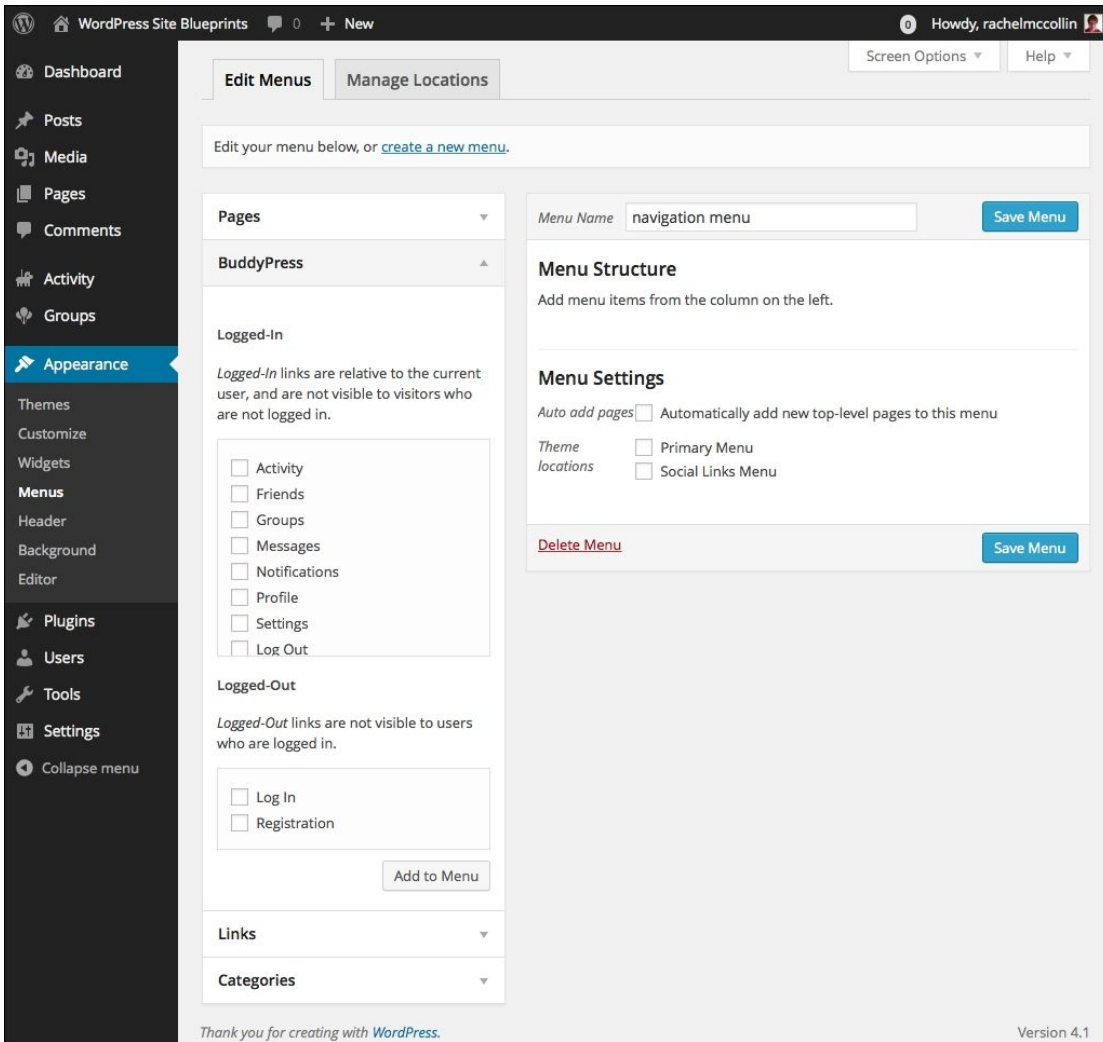 WordPress Site Blueprints 0 New 0 Howdy, rachelmccollin
Screen Options Help
Dashboard
Posts
Media
Pages
Comments
Activity
Groups
Appearance
Themes
Customize
Widgets
Menus
Header
Background
Editor
Plugins
Users
Tools
Settings
Collapse menu
Edit Menus Manage Locations
Edit your menu below, or create a new menu.
Pages
BuddyPress
Logged-In
Logged-In links are relative to the current
user, and are not visible to visitors who
are not logged in.
Activity
Friends
Groups
Messages
Notifications
Profile
Settings
Log Out
Logged-Out
Logged-Out links are not visible to users
who are logged in.
Log In
Registration
Add to Menu
Links
Categories
Menu Name navigation menu Save Menu
Menu Structure
Add menu items from the column on the left.
Menu Settings
Auto add pages Automatically add new top-level pages to this menu
Theme Primary Menu
locations Social Links Menu
Delete Menu Save Menu
Thank you for creating with WordPress. Version 4.1